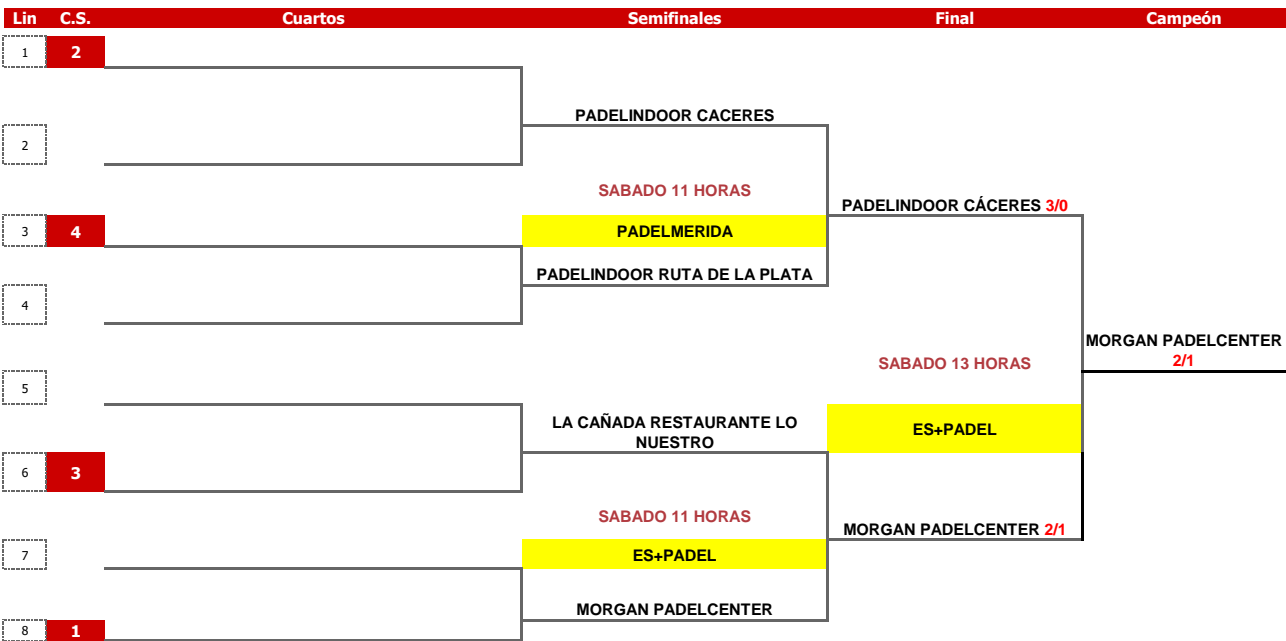 Lin C.S. Cuartos Semifinales Final Campeón
1 2
PADELINDOOR CACERES
2
SABADO 11 HORAS
PADELINDOOR CÁCERES 3/0
3 4 PADELMERIDA
PADELINDOOR RUTA DE LA PLATA
4
MORGAN PADELCENTER
2/1
SABADO 13 HORAS
5
LA CAÑADA RESTAURANTE LO
NUESTRO
ES+PADEL
6 3
SABADO 11 HORAS
MORGAN PADELCENTER 2/1
7 ES+PADEL
MORGAN PADELCENTER
8 1